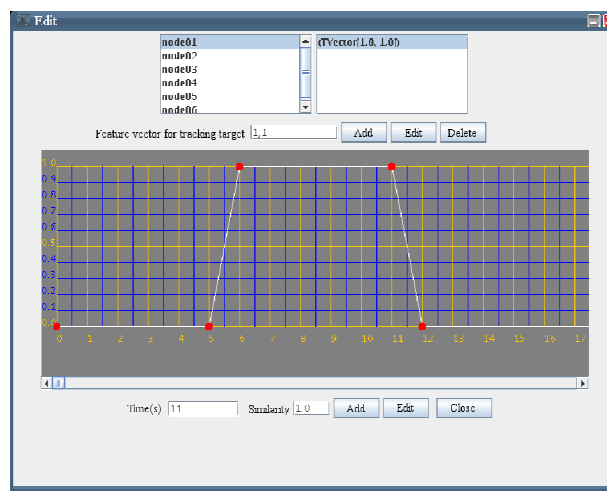 Edit
node01
node02
node03
node04
node05
node06
(TVector[1.0, 1.0])
Feature vector for tracking target 1,1 Add Edit Delete
1.0
0.9
0.8
0.7
0.6
0.5
0.4
0.3
0.2
0.1
0.0
0 1 2 3 4 5 6 7 8 9 10 11 12 13 14 15 16 17
Time(s) 11 Similarity 1.0 Add Edit Close